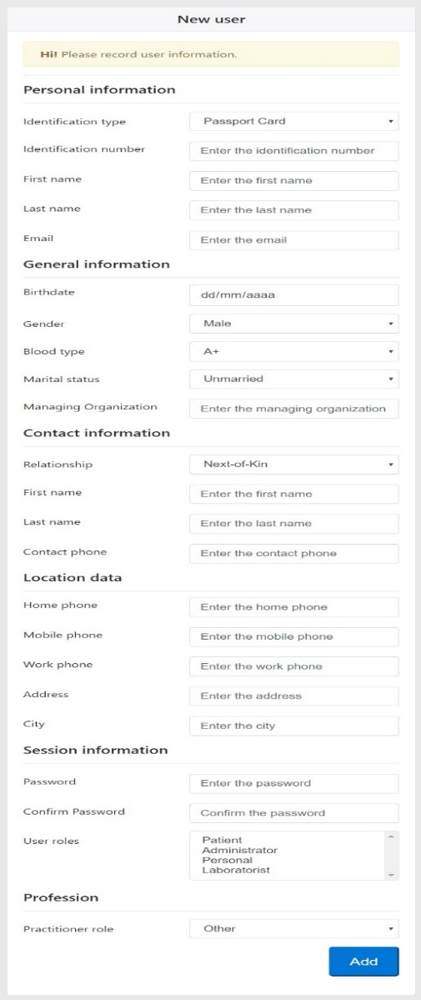 New user
Hi! Please record user information.
Personal information
Identification type Passport Card
Identification number Enter the identification number
First name Enter the first name
Last name Enter the last name
Email Enter the email
General information
Birthdate dd/mm/aaaa
Gender Male
Blood type A+
Marital status Unmarried
Managing Organization Enter the managing organization
Contact information
Relationship Next-of-Kin
First name Enter the first name
Last name Enter the last name
Contact phone Enter the contact phone
Location data
Home phone Enter the home phone
Mobile phone Enter the mobile phone
Work phone Enter the work phone
Address Enter the address
City Enter the city
Session information
Password Enter the password
Confirm Password Confirm the password
User roles Patient
Administrator
Personal
Laboratorist
Profession
Practitioner role Other
Add